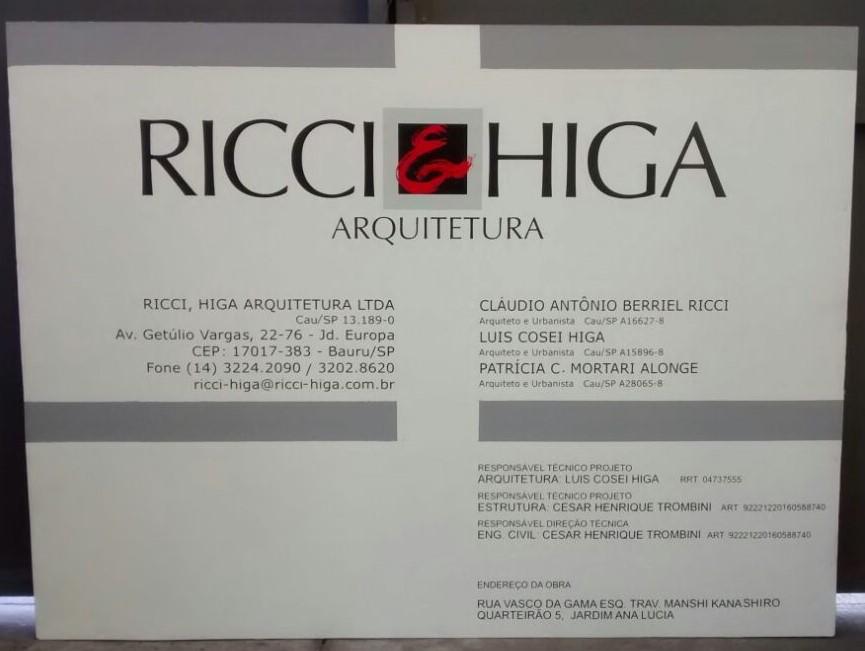 RICCI & HIGA
ARQUITETURA
RICCI, HIGA ARQUITETURA LTDA
Cau/SP 13.189-0
Av. Getúlio Vargas, 22-76 - Jd. Europa
CEP: 17017-383 - Bauru/SP
Fone (14) 3224.2090 / 3202.8620
ricci-higa@ricci-higa.com.br
CLÁUDIO ANTÔNIO BERRIEL RICCI
Arquiteto e Urbanista Cau/SP A16627-8
LUIS COSEI HIGA
Arquiteto e Urbanista Cau/SP A15896-8
PATRÍCIA C. MORTARI ALONGE
Arquiteto e Urbanista Cau/SP A28065-8
RESPONSÁVEL TÉCNICO PROJETO
ARQUITETURA: LUIS COSEI HIGA RRT 04737555
RESPONSÁVEL TÉCNICO PROJETO
ESTRUTURA: CESAR HENRIQUE TROMBINI ART 92221220160588740
RESPONSÁVEL DIREÇÃO TÉCNICA
ENG. CIVIL: CESAR HENRIQUE TROMBINI ART 92221220160588740
ENDEREÇO DA OBRA
RUA VASCO DA GAMA ESQ. TRAV. MANSHI KANASHIRO
QUARTEIRÃO 5, JARDIM ANA LUCIA